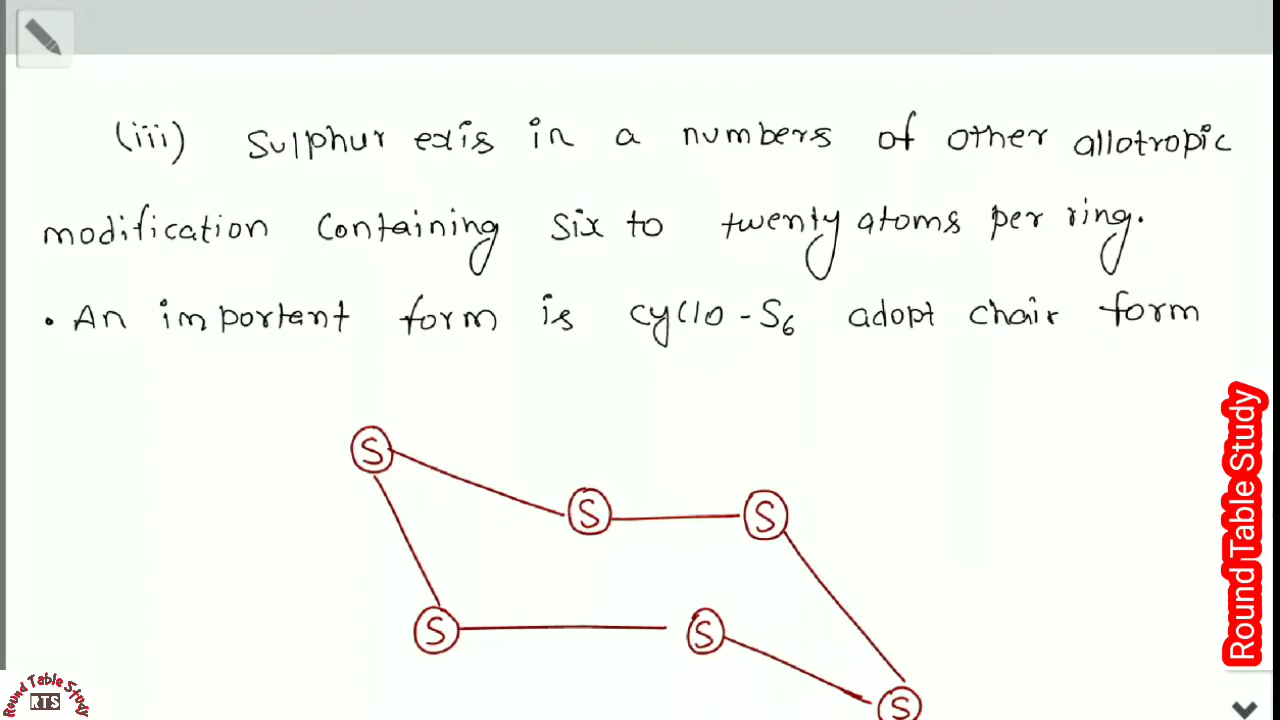 (iii) Sulphur exis in a numbers of other allotropic
modification containing six to twenty atoms per ring.
• An importent form is cyclo-S₆ adopt chair form
S
S
S
S
S
S
Round Table Study
Round Table Study
RTS